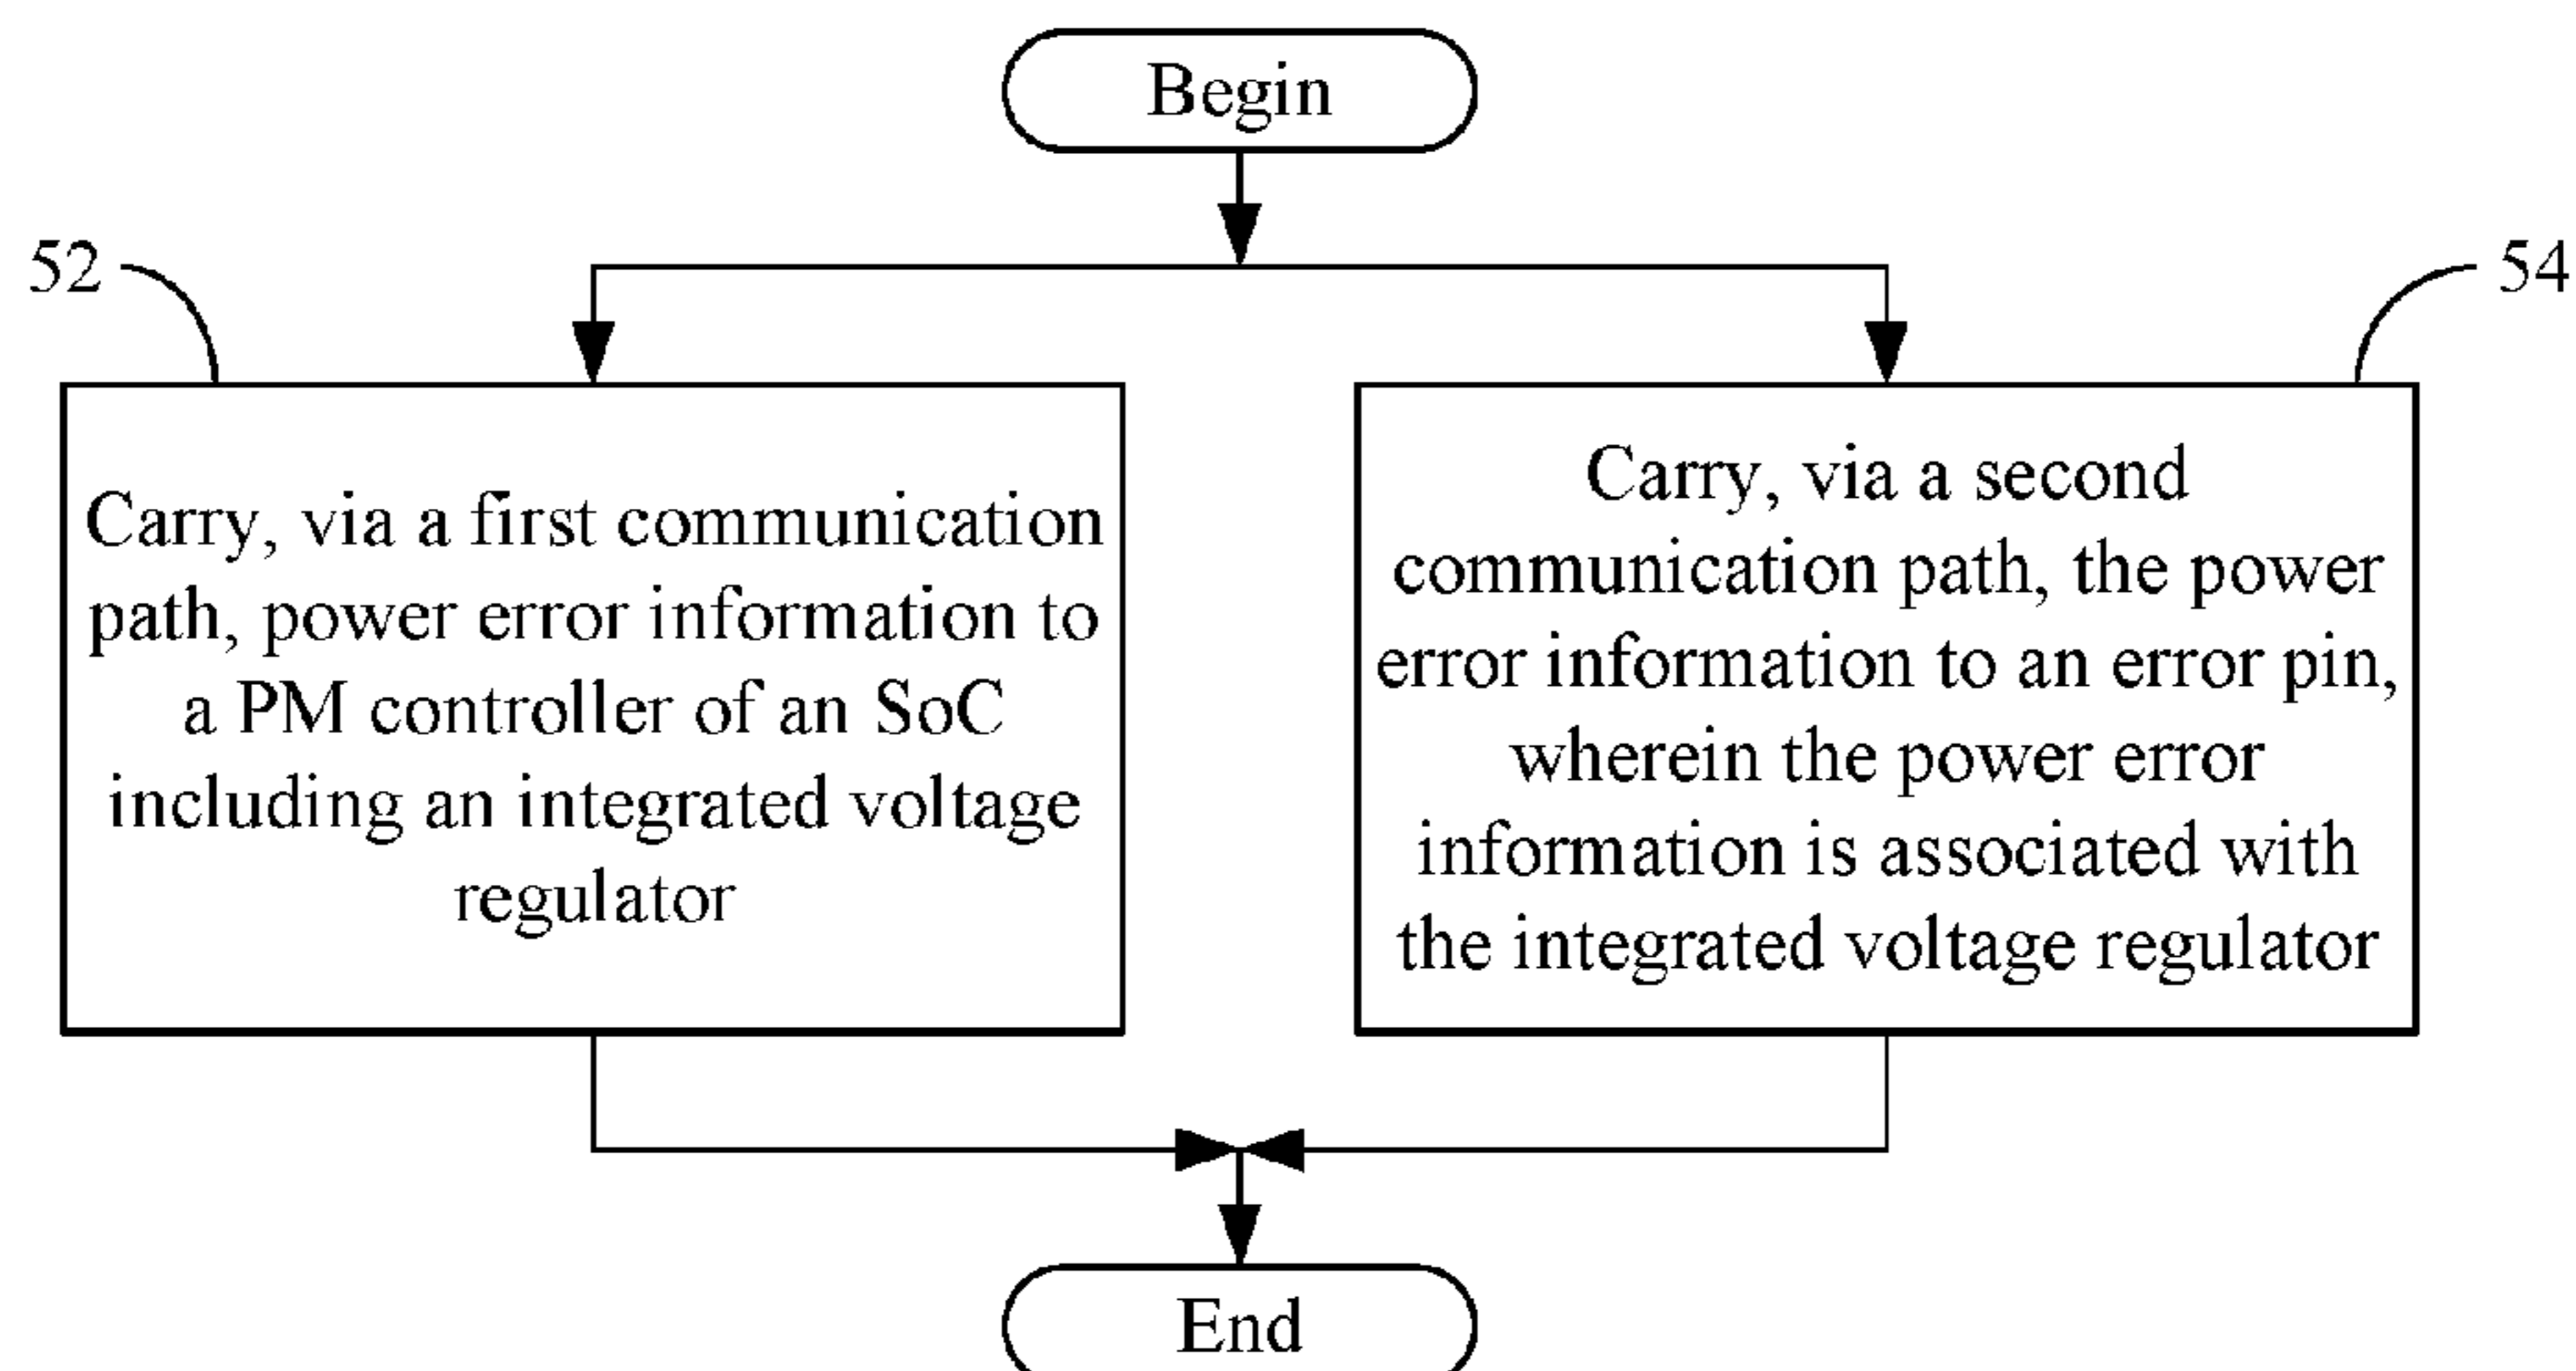 Begin
52
54
Carry, via a first communication
path, power error information to
a PM controller of an SoC
including an integrated voltage
regulator
Carry, via a second
communication path, the power
error information to an error pin,
wherein the power error
information is associated with
the integrated voltage regulator
End